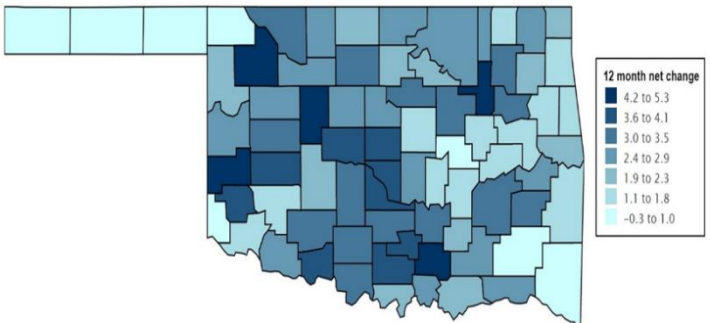 12 month net change
4.2 to 5.3
3.6 to 4.1
3.0 to 3.5
2.4 to 2.9
1.9 to 2.3
1.1 to 1.8
−0.3 to 1.0